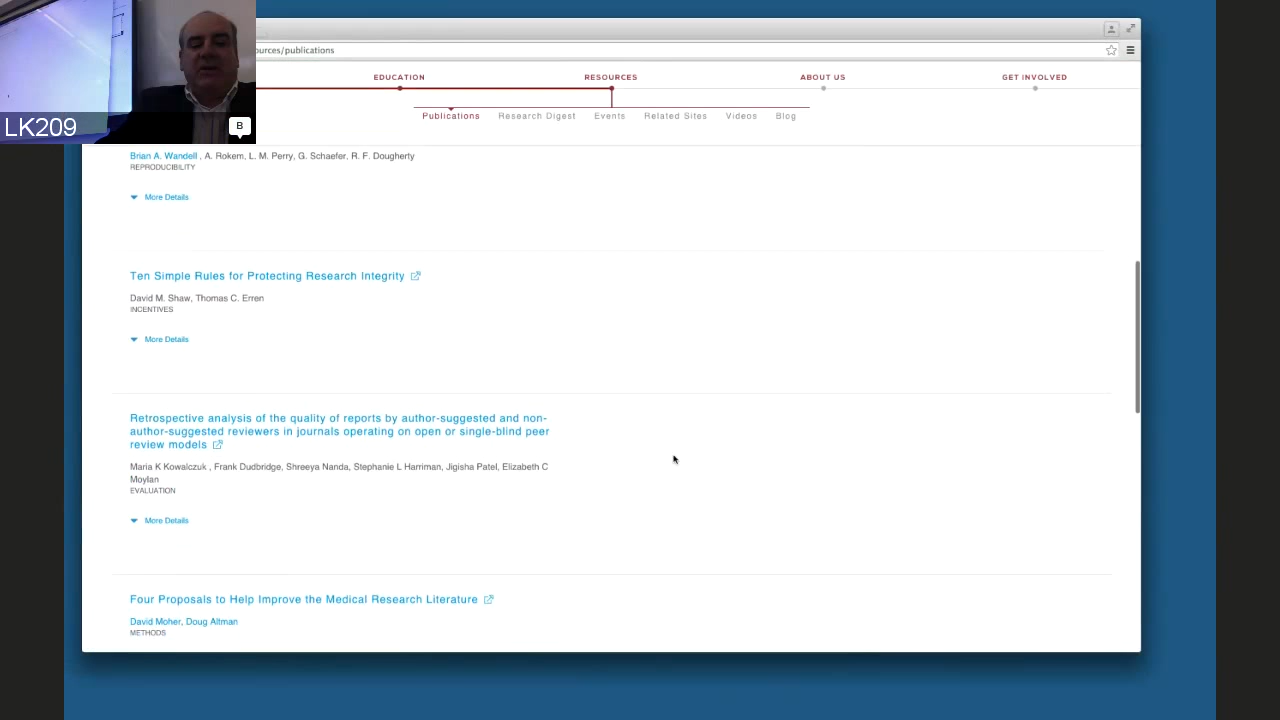 ources/publications
EDUCATION
RESOURCES
ABOUT US
GET INVOLVED
Publications
Research Digest
Events
Related Sites
Videos
Blog
LK209
B
Brian A. Wandell , A. Rokem, L. M. Perry, G. Schaefer, R. F. Dougherty
REPRODUCIBILITY
More Details
Ten Simple Rules for Protecting Research Integrity
David M. Shaw, Thomas C. Erren
INCENTIVES
More Details
Retrospective analysis of the quality of reports by author-suggested and non-
author-suggested reviewers in journals operating on open or single-blind peer
review models
Maria K Kowalczuk , Frank Dudbridge, Shreeya Nanda, Stephanie L Harriman, Jigisha Patel, Elizabeth C
Moylan
EVALUATION
More Details
Four Proposals to Help Improve the Medical Research Literature
David Moher, Doug Altman
METHODS